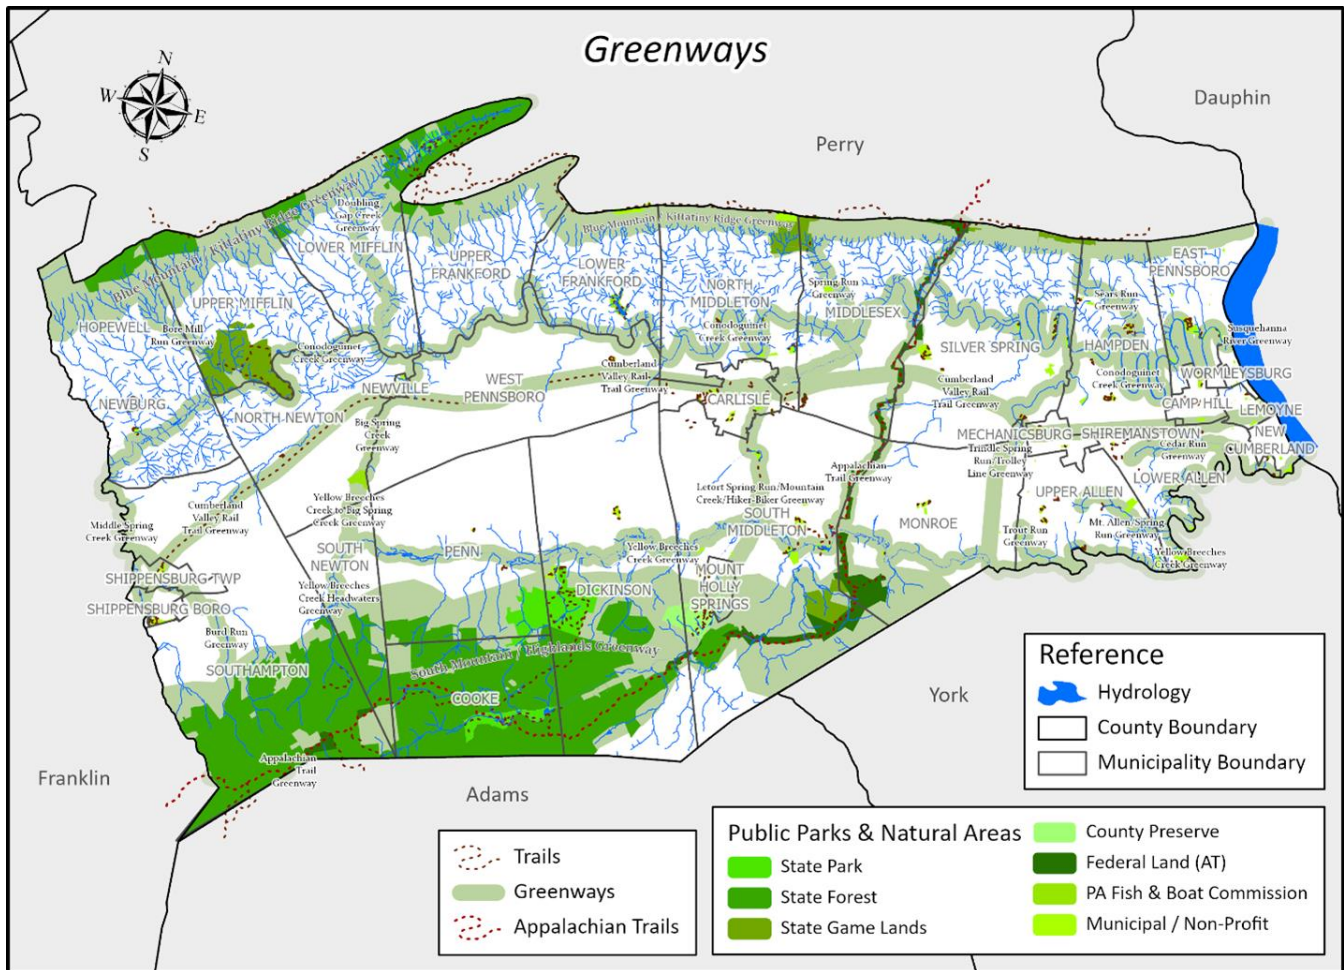 Greenways
Dauphin
Perry
N
W
E
S
Blue Mountain / Kittatiny Ridge Greenway
Doubling
Gap Creek
Greenway
LOWER MIFFLIN
UPPER
FRANKFORD
Blue Mountain / Kittatiny Ridge Greenway
LOWER
FRANKFORD
NORTH
MIDDLETON
Spring Run
Greenway
MIDDLESEX
EAST
PENNSBORO
Sears Run
Greenway
UPPER MIFFLIN
HOPEWELL
Bore Mill
Run Greenway
Conodoguinet
Creek Greenway
Conodoguinet
Creek Greenway
SILVER SPRING
HAMPDEN
Susquehanna
River Greenway
NEWVILLE
WEST
PENNSBORO
Cumberland
Valley Rail
Trail Greenway
CARLISLE
Cumberland
Valley Rail
Trail Greenway
Conodoguinet
Creek Greenway
WORMLEYSBURG
CAMP HILL
LEMOYNE
NEWBURG
NORTH NEWTON
Big Spring
Creek
Greenway
MECHANICSBURG
SHIREMANSTOWN
NEW
CUMBERLAND
Trindle Spring
Run/Trolley
Line Greenway
Cedar Run
Greenway
LOWER ALLEN
Appalachian
Trail Greenway
Letort Spring Run/Mountain
Creek/Hiker-Biker Greenway
UPPER ALLEN
Cumberland
Valley Rail
Trail Greenway
Yellow Breeches
Creek to Big Spring
Creek Greenway
Middle Spring
Creek Greenway
SOUTH
MIDDLETON
MONROE
Trout Run
Greenway
Mt. Allen/Spring
Run Greenway
SOUTH
NEWTON
PENN
Yellow Breeches
Creek Greenway
Yellow Breeches
Creek Greenway
SHIPPENSBURG TWP
SHIPPENSBURG BORO
Yellow Breeches
Creek Headwaters
Greenway
DICKINSON
MOUNT
HOLLY
SPRINGS
Burd Run
Greenway
SOUTHAMPTON
South Mountain / Highlands Greenway
COOKE
Appalachian
Trail
Greenway
Franklin
Adams
York
Reference
Hydrology
County Boundary
Municipality Boundary
Trails
Greenways
Appalachian Trails
Public Parks & Natural Areas
State Park
State Forest
State Game Lands
County Preserve
Federal Land (AT)
PA Fish & Boat Commission
Municipal / Non-Profit